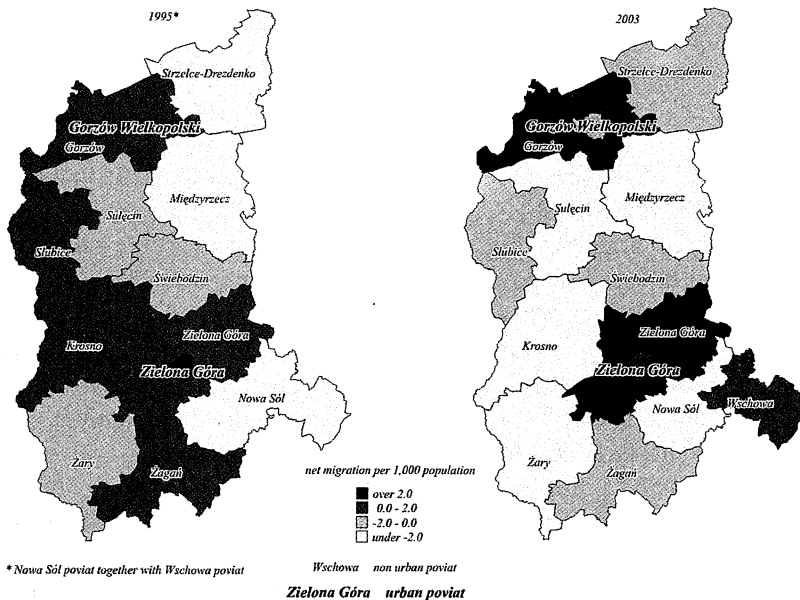 1995*
Strzelce-Drezdenko
Gorzów Wielkopolski
Gorzów
Międzyrzecz
Sulęcin
Słubice
Świebodzin
Zielona Góra
Krosno
Zielona Góra
Nowa Sól
Żary
Żagań
2003
Strzelce-Drezdenko
Gorzów Wielkopolski
Gorzów
Międzyrzecz
Sulęcin
Słubice
Świebodzin
Zielona Góra
Krosno
Zielona Góra
Nowa Sól
Wschowa
Żary
Żagań
net migration per 1,000 population
over 2.0
0.0 - 2.0
-2.0 - 0.0
under -2.0
* Nowa Sól poviat together with Wschowa poviat
Wschowa non urban poviat
Zielona Góra urban poviat